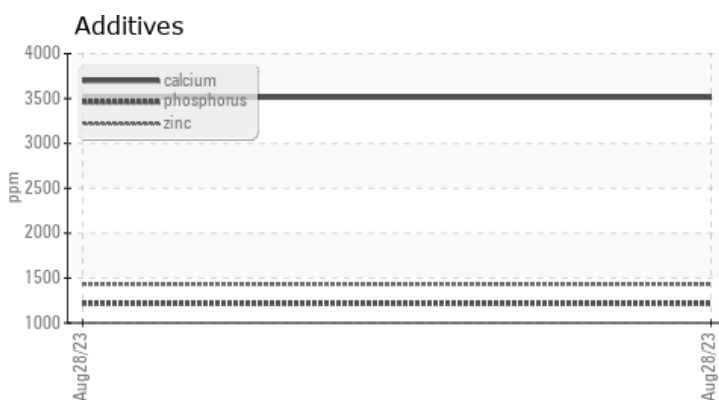 Additives
4000
3500
3000
2500
2000
1500
1000
ppm
calcium
phosphorus
zinc
Aug28/23
Aug28/23